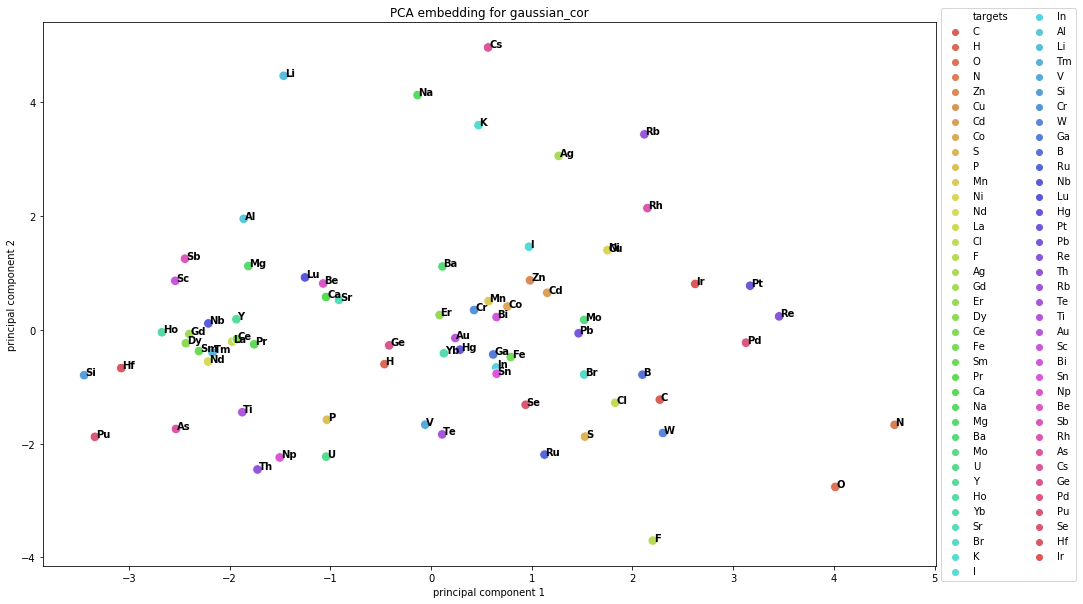 PCA embedding for gaussian_cor
principal component 2
4
2
0
−2
−4
Cs
Li
Na
K
Rb
Ag
Rh
Al
I
Ni
Cu
Sb
Mg
Ba
Sc
Lu
Be
Zn
Ir
Pt
Ca
Sr
Cd
Mn
Co
Cr
Er
Bi
Re
Y
Nb
Mo
Ho
Gd
Pb
Ce
La
Dy
Pr
Au
Pd
Ge
Sm
Tm
Yb
Hg
Ga
Fe
Nd
H
Hf
In
Sn
Si
Br
B
C
Se
Cl
Ti
P
V
N
As
Te
W
Pu
S
Np
U
Ru
Th
O
F
−3
−2
−1
0
1
2
3
4
5
principal component 1
targets
C
H
O
N
Zn
Cu
Cd
Co
S
P
Mn
Ni
Nd
La
Cl
F
Ag
Gd
Er
Dy
Ce
Fe
Sm
Pr
Ca
Na
Mg
Ba
Mo
U
Y
Ho
Yb
Sr
Br
K
I
In
Al
Li
Tm
V
Si
Cr
W
Ga
B
Ru
Nb
Lu
Hg
Pt
Pb
Re
Th
Rb
Te
Ti
Au
Sc
Bi
Sn
Np
Be
Sb
Rh
As
Cs
Ge
Pd
Pu
Se
Hf
Ir